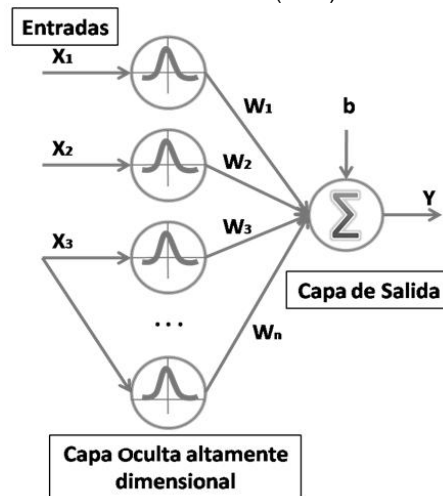 Entradas
X1
X2
X3
...
W1
W2
W3
Wn
b
Σ
Y
Capa de Salida
Capa Oculta altamente
dimensional